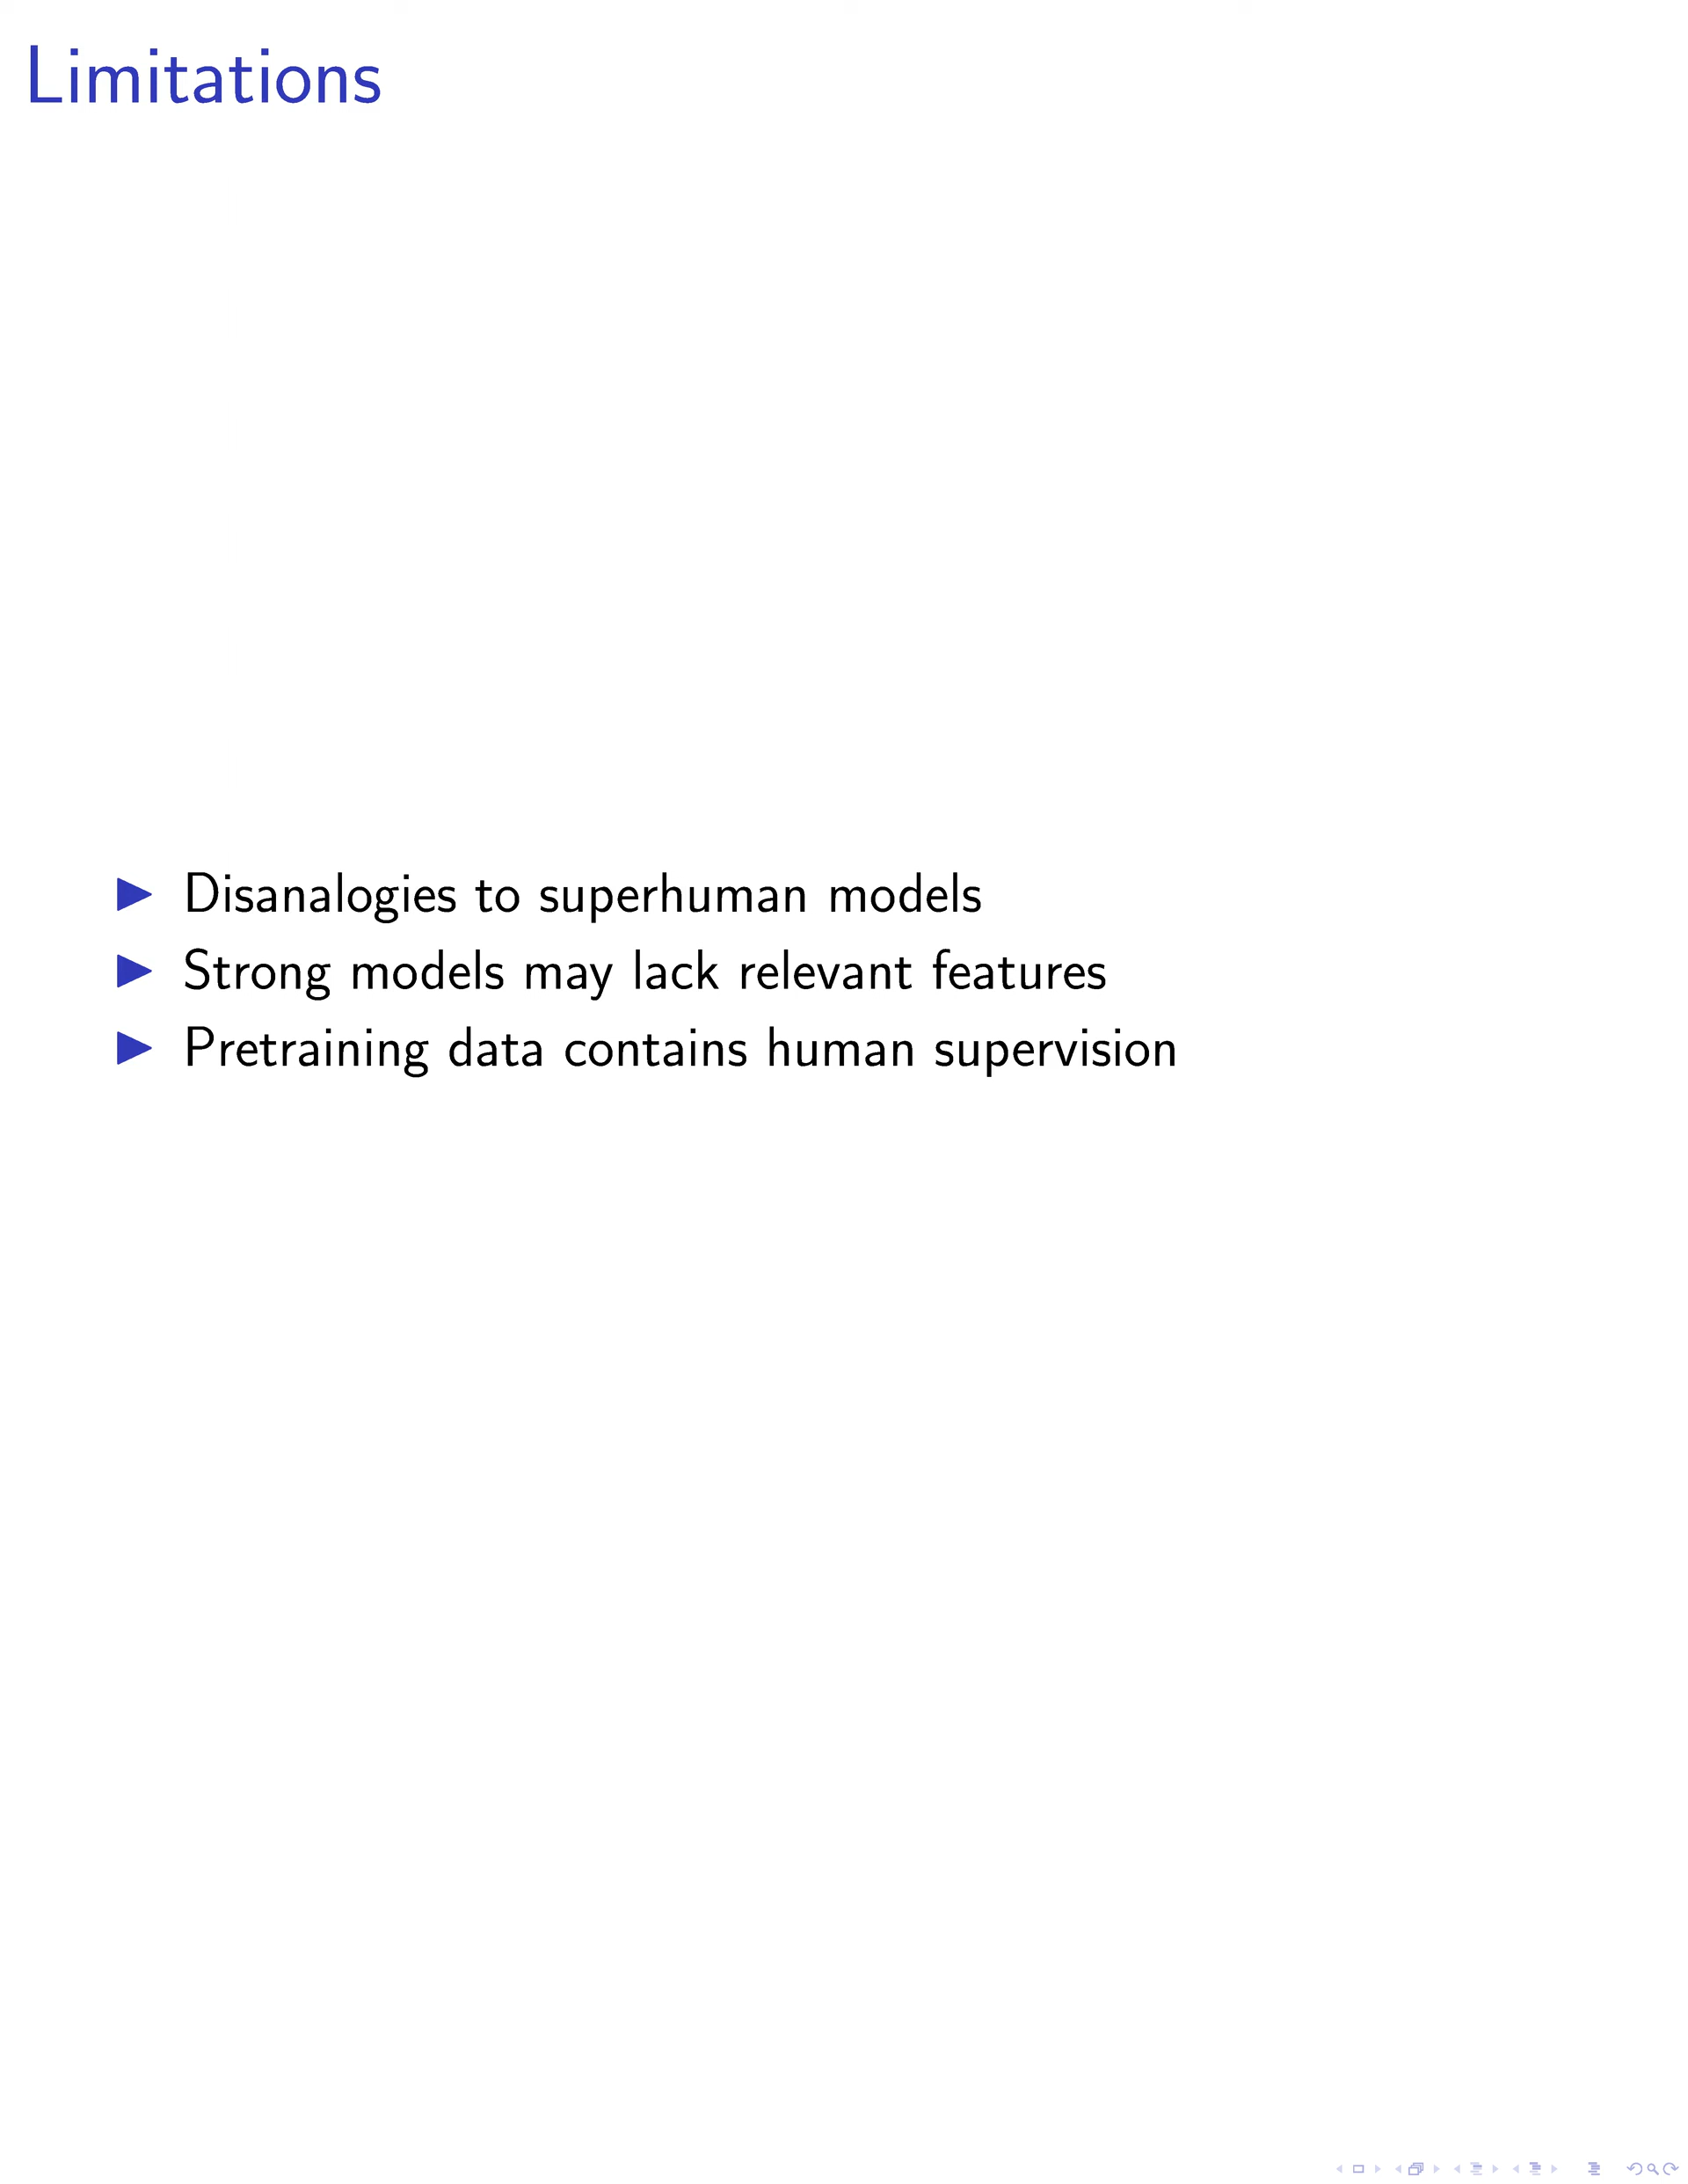 Limitations
Disanalogies to superhuman models
Strong models may lack relevant features
Pretraining data contains human supervision